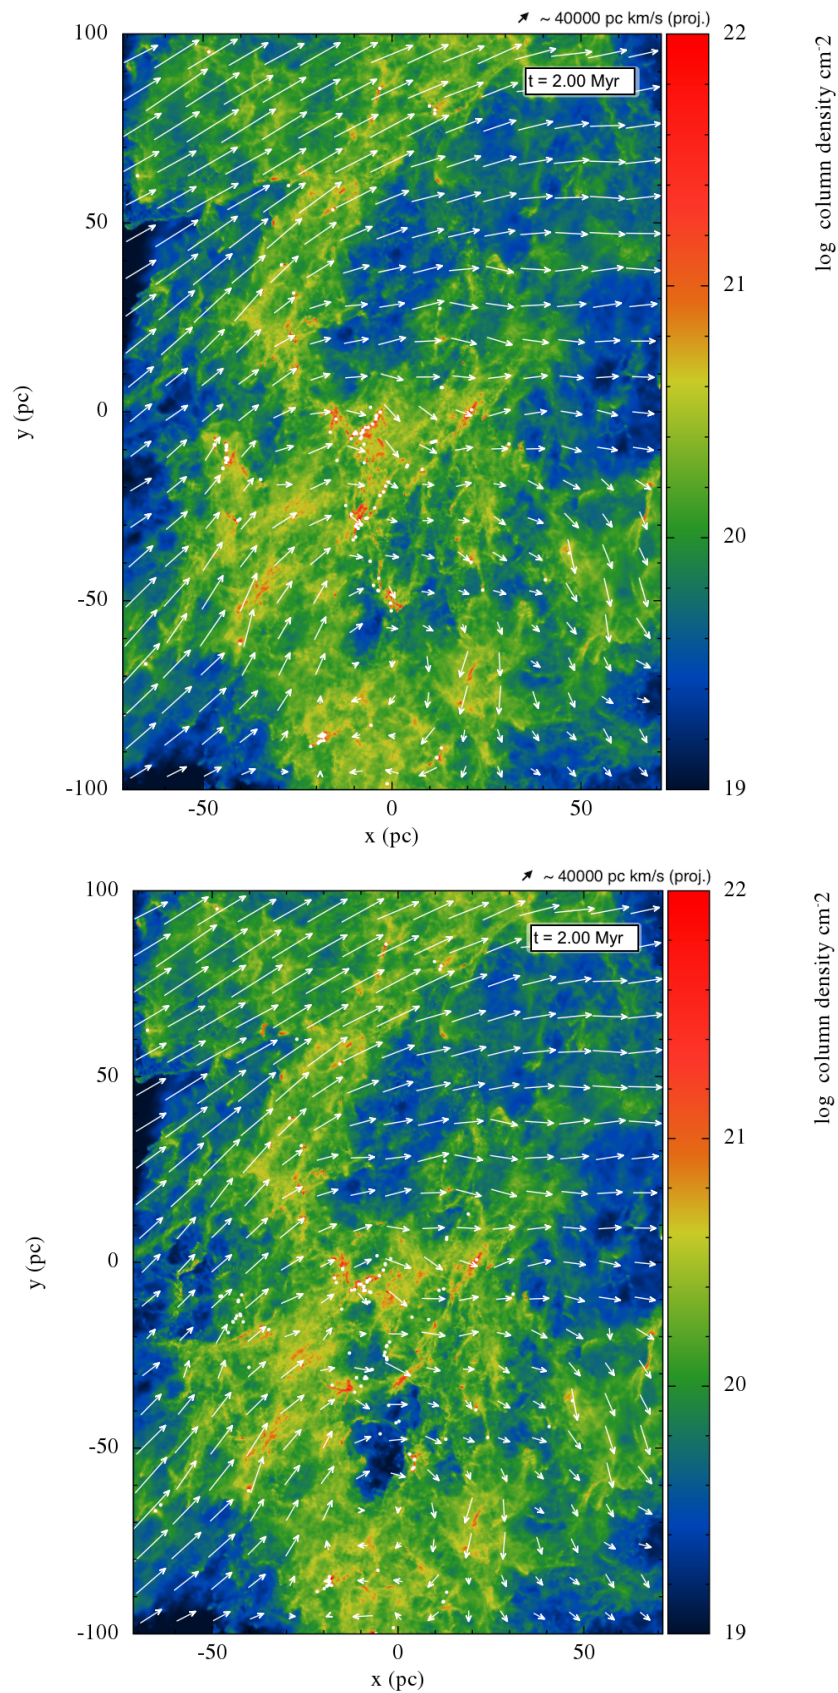 ~ 40000 pc km/s (proj.)
100
50
0
-50
-100
y (pc)
t = 2.00 Myr
-50
0
50
x (pc)
22
21
20
19
log column density cm-2
~ 40000 pc km/s (proj.)
100
50
0
-50
-100
y (pc)
t = 2.00 Myr
-50
0
50
x (pc)
22
21
20
19
log column density cm-2